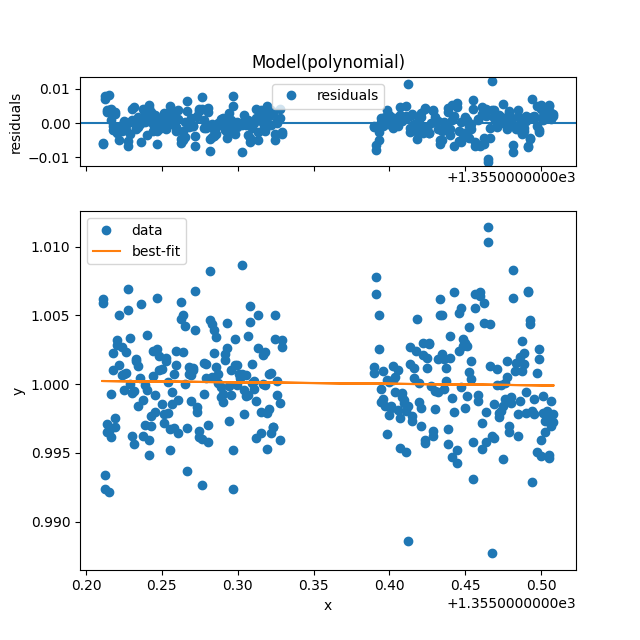 Model(polynomial)
residuals
0.01
0.00
−0.01
residuals
+1.3550000000e3
data
best-fit
y
1.010
1.005
1.000
0.995
0.990
0.20
0.25
0.30
0.35
0.40
0.45
0.50
x
+1.3550000000e3